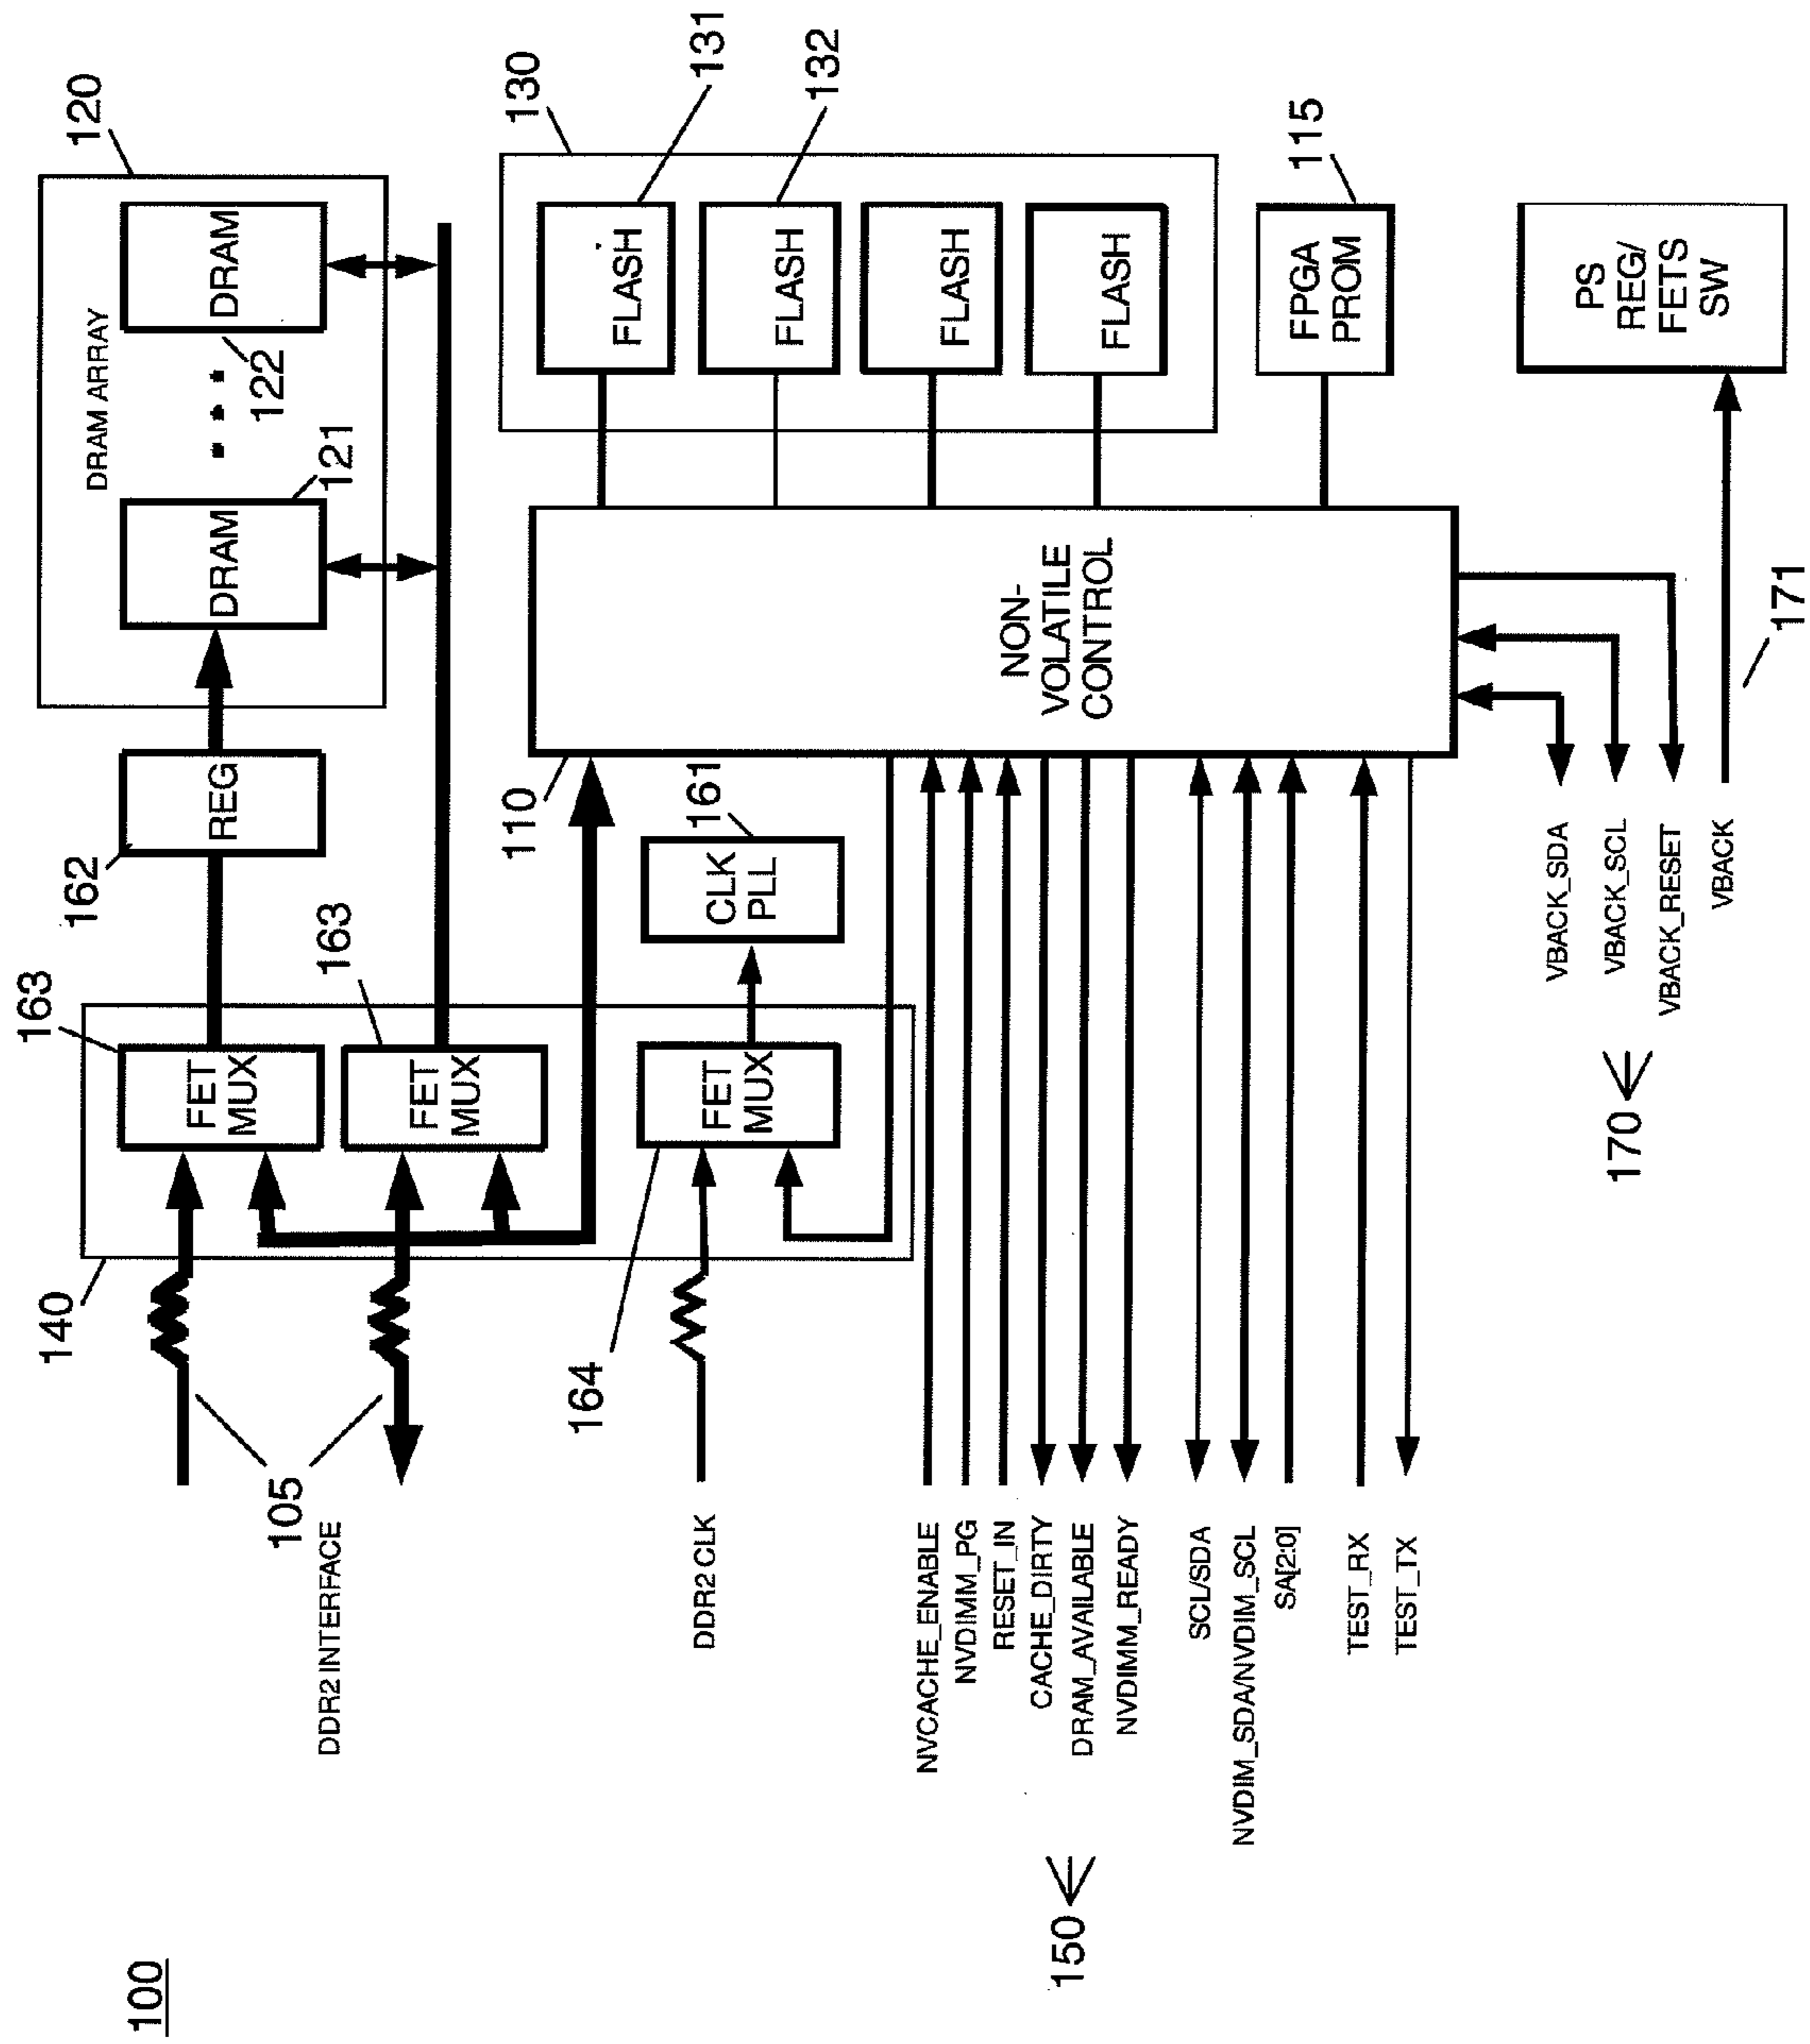 100
140
163
162
120
DRAM ARRAY
FET
MUX
REG
DRAM
121
DRAM
122
105
DDR2 INTERFACE
163
FET
MUX
164
DDR2 CLK
FET
MUX
CLK
PLL
161
110
NON-
VOLATILE
CONTROL
130
FLASH
131
FLASH
132
FLASH
FLASH
FPGA
PROM
115
150
NVCACHE_ENABLE
NVDIMM_PG
RESET_IN
CACHE_DIRTY
DRAM_AVAILABLE
NVDIMM_READY
SCL/SDA
NVDIM_SDA/NVDIM_SCL
SA[2:0]
TEST_RX
TEST_TX
170
VBACK_SDA
VBACK_SCL
VBACK_RESET
VBACK
171
PS
REG/
FETS
SW